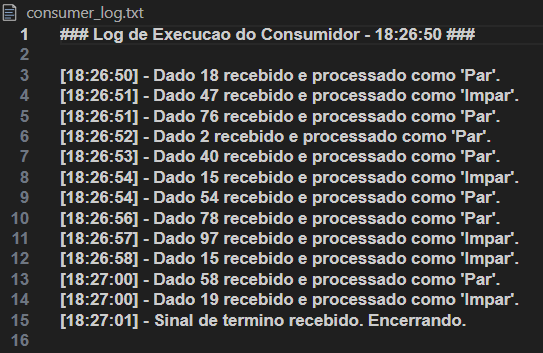 consumer_log.txt
1 ### Log de Execucao do Consumidor - 18:26:50 ###
2
3 [18:26:50] - Dado 18 recebido e processado como 'Par'.
4 [18:26:51] - Dado 47 recebido e processado como 'Impar'.
5 [18:26:51] - Dado 76 recebido e processado como 'Par'.
6 [18:26:52] - Dado 2 recebido e processado como 'Par'.
7 [18:26:53] - Dado 40 recebido e processado como 'Par'.
8 [18:26:54] - Dado 15 recebido e processado como 'Impar'.
9 [18:26:54] - Dado 54 recebido e processado como 'Par'.
10 [18:26:56] - Dado 78 recebido e processado como 'Par'.
11 [18:26:57] - Dado 97 recebido e processado como 'Impar'.
12 [18:26:58] - Dado 15 recebido e processado como 'Impar'.
13 [18:27:00] - Dado 58 recebido e processado como 'Par'.
14 [18:27:00] - Dado 19 recebido e processado como 'Impar'.
15 [18:27:01] - Sinal de termino recebido. Encerrando.
16